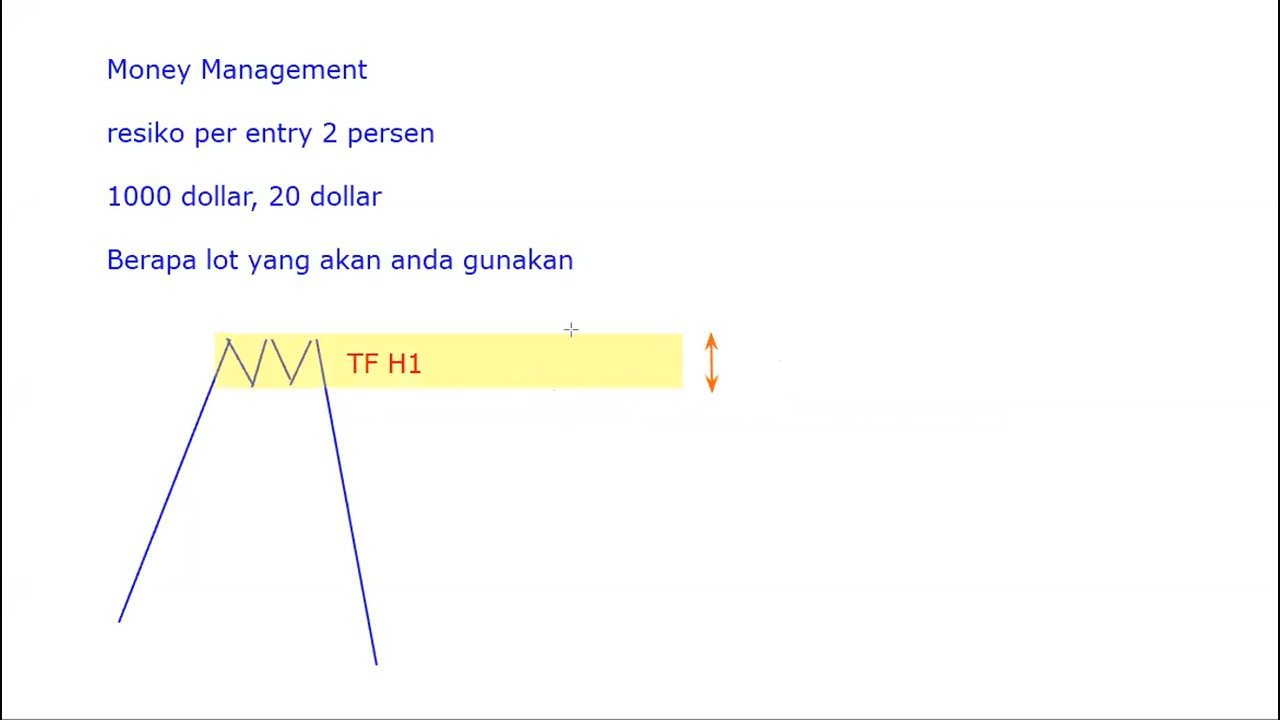 Money Management
resiko per entry 2 persen
1000 dollar, 20 dollar
Berapa lot yang akan anda gunakan
TF H1